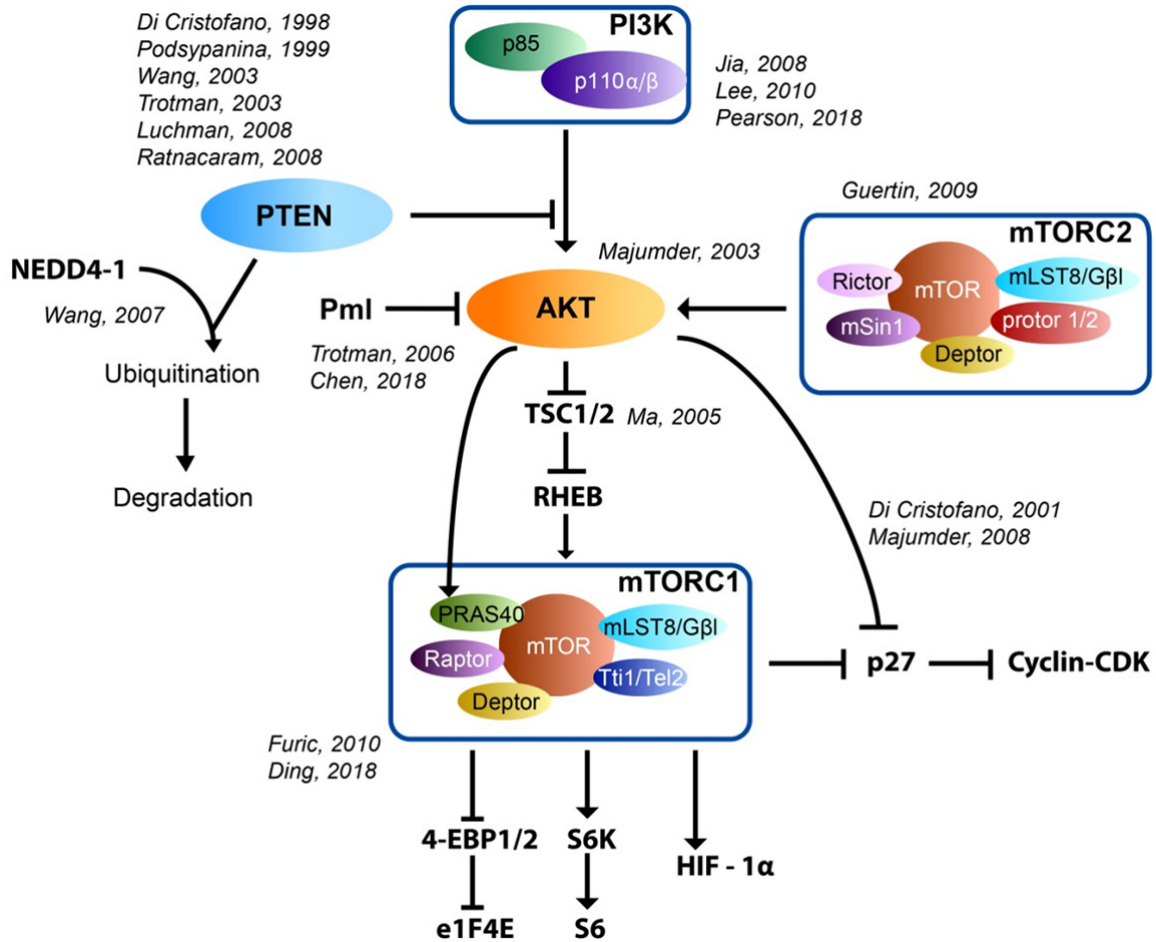 Di Cristofano, 1998
Podsypanina, 1999
Wang, 2003
Trotman, 2003
Luchman, 2008
Ratnacaram, 2008
PI3K
p85
p110α/β
Jia, 2008
Lee, 2010
Pearson, 2018
PTEN
Guertin, 2009
mTORC2
Rictor
mTOR
mLST8/Gβl
mSin1
protor 1/2
Deptor
NEDD4-1
Wang, 2007
Ubiquitination
Degradation
Majumder, 2003
Pml
AKT
Trotman, 2006
Chen, 2018
TSC1/2
Ma, 2005
RHEB
Di Cristofano, 2001
Majumder, 2008
mTORC1
PRAS40
mTOR
mLST8/Gβl
Raptor
Tti1/Tel2
Deptor
p27
Cyclin-CDK
Furic, 2010
Ding, 2018
4-EBP1/2
S6K
HIF - 1α
e1F4E
S6